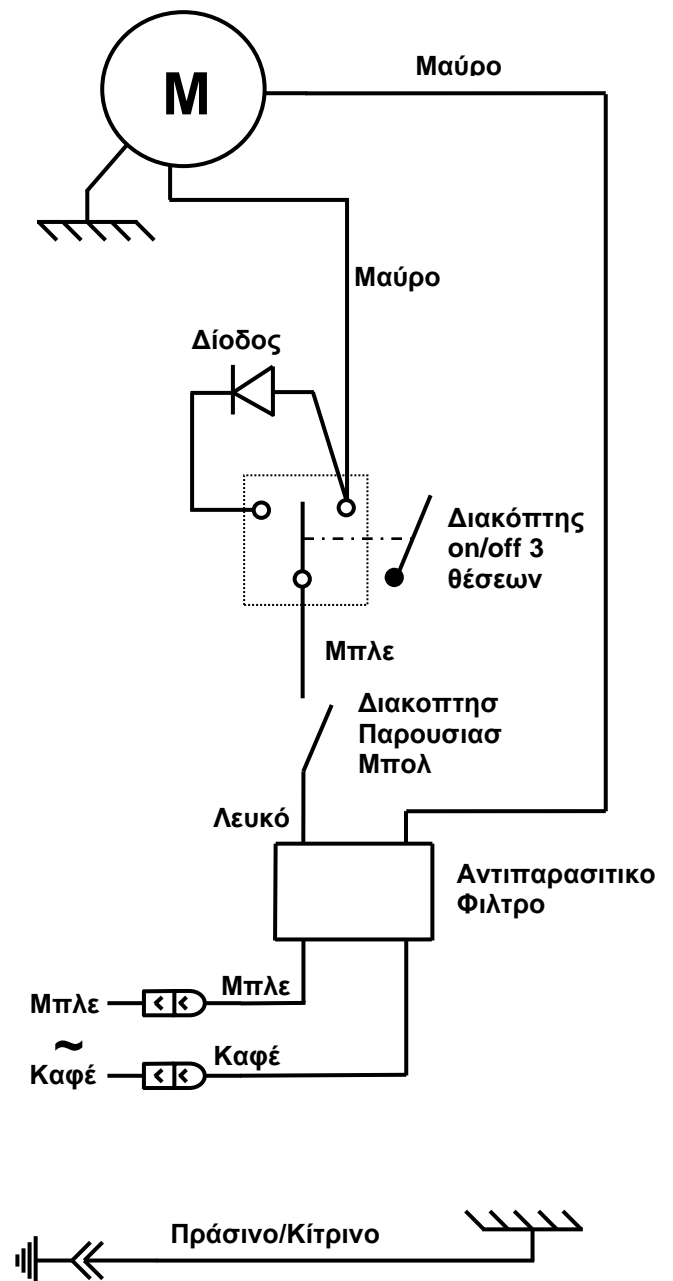 M
Μαύρο
Μαύρο
Δίοδος
Διακόπτης
on/off 3
θέσεων
Μπλε
Διακοπτησ
Παρουσιασ
Μπολ
Λευκό
Αντιπαρασιτικο
Φιλτρο
Μπλε
Μπλε
~
Καφέ
Καφέ
Πράσινο/Κίτρινο